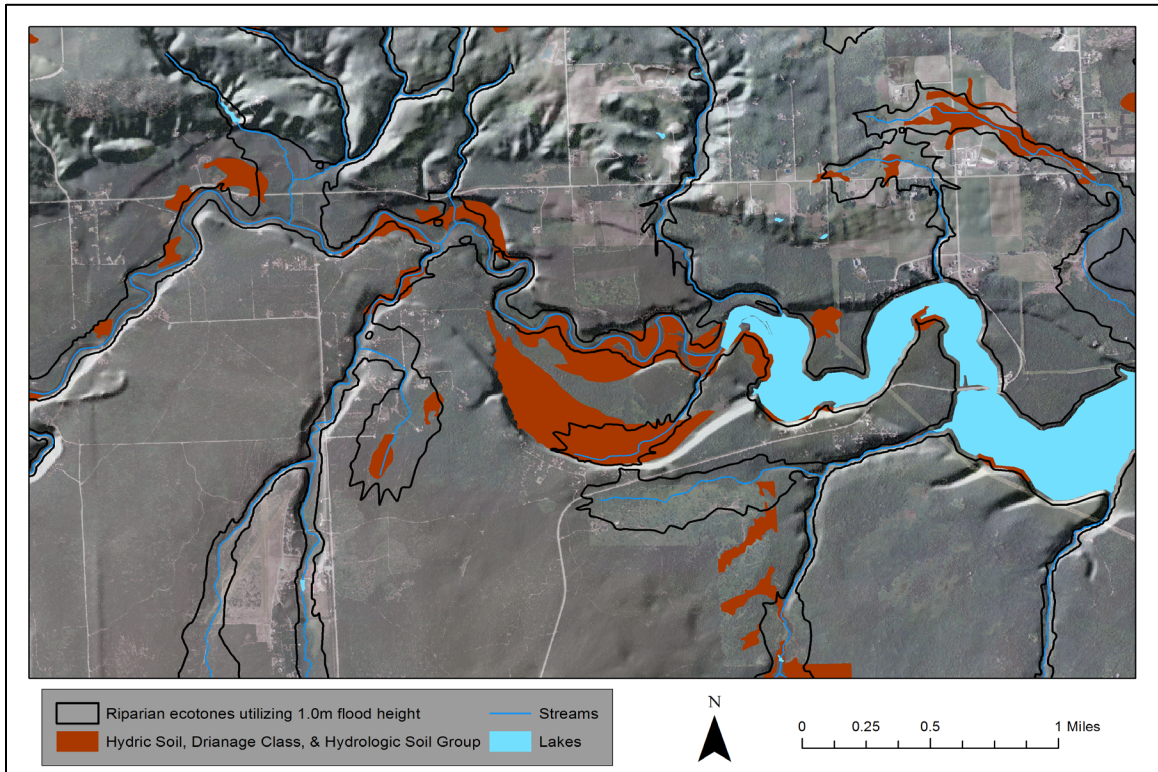 Riparian ecotones utilizing 1.0m flood height
Streams
Hydric Soil, Drianage Class, & Hydrologic Soil Group
Lakes
N
0 0.25 0.5 1 Miles